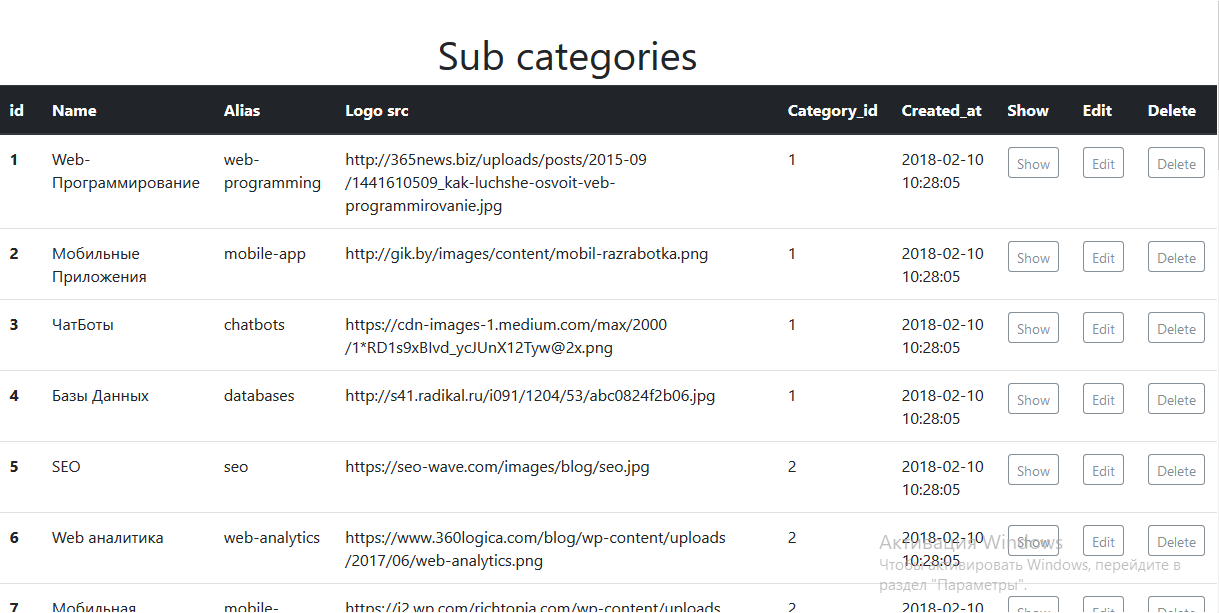 Sub categories
id Name Alias Logo src Category_id Created_at Show Edit Delete
1 Web- web- http://365news.biz/uploads/posts/2015-09 1 2018-02-10 Show Edit Delete
Программирование programming /1441610509_kak-luchshe-osvoit-veb- 10:28:05
programmirovanie.jpg
2 Мобильные mobile-app http://gik.by/images/content/mobil-razrabotka.png 1 2018-02-10 Show Edit Delete
Приложения 10:28:05
3 ЧатБоты chatbots https://cdn-images-1.medium.com/max/2000 1 2018-02-10 Show Edit Delete
/1*RD1s9xBIvd_ycJUnX12Tyw@2x.png 10:28:05
4 Базы Данных databases http://s41.radikal.ru/i091/1204/53/abc0824f2b06.jpg 1 2018-02-10 Show Edit Delete
10:28:05
5 SEO seo https://seo-wave.com/images/blog/seo.jpg 2 2018-02-10 Show Edit Delete
10:28:05
6 Web аналитика web-analytics https://www.360logica.com/blog/wp-content/uploads 2 2018-02-10 Show Edit Delete
/2017/06/web-analytics.png 10:28:05
Активация Windows
Чтобы активировать Windows, перейдите в
раздел "Параметры".
7 Мобильная mobile- https://i2.wp.com/richtopia.com/wp-content/uploads 2 2018-02-10 Show Edit Delete